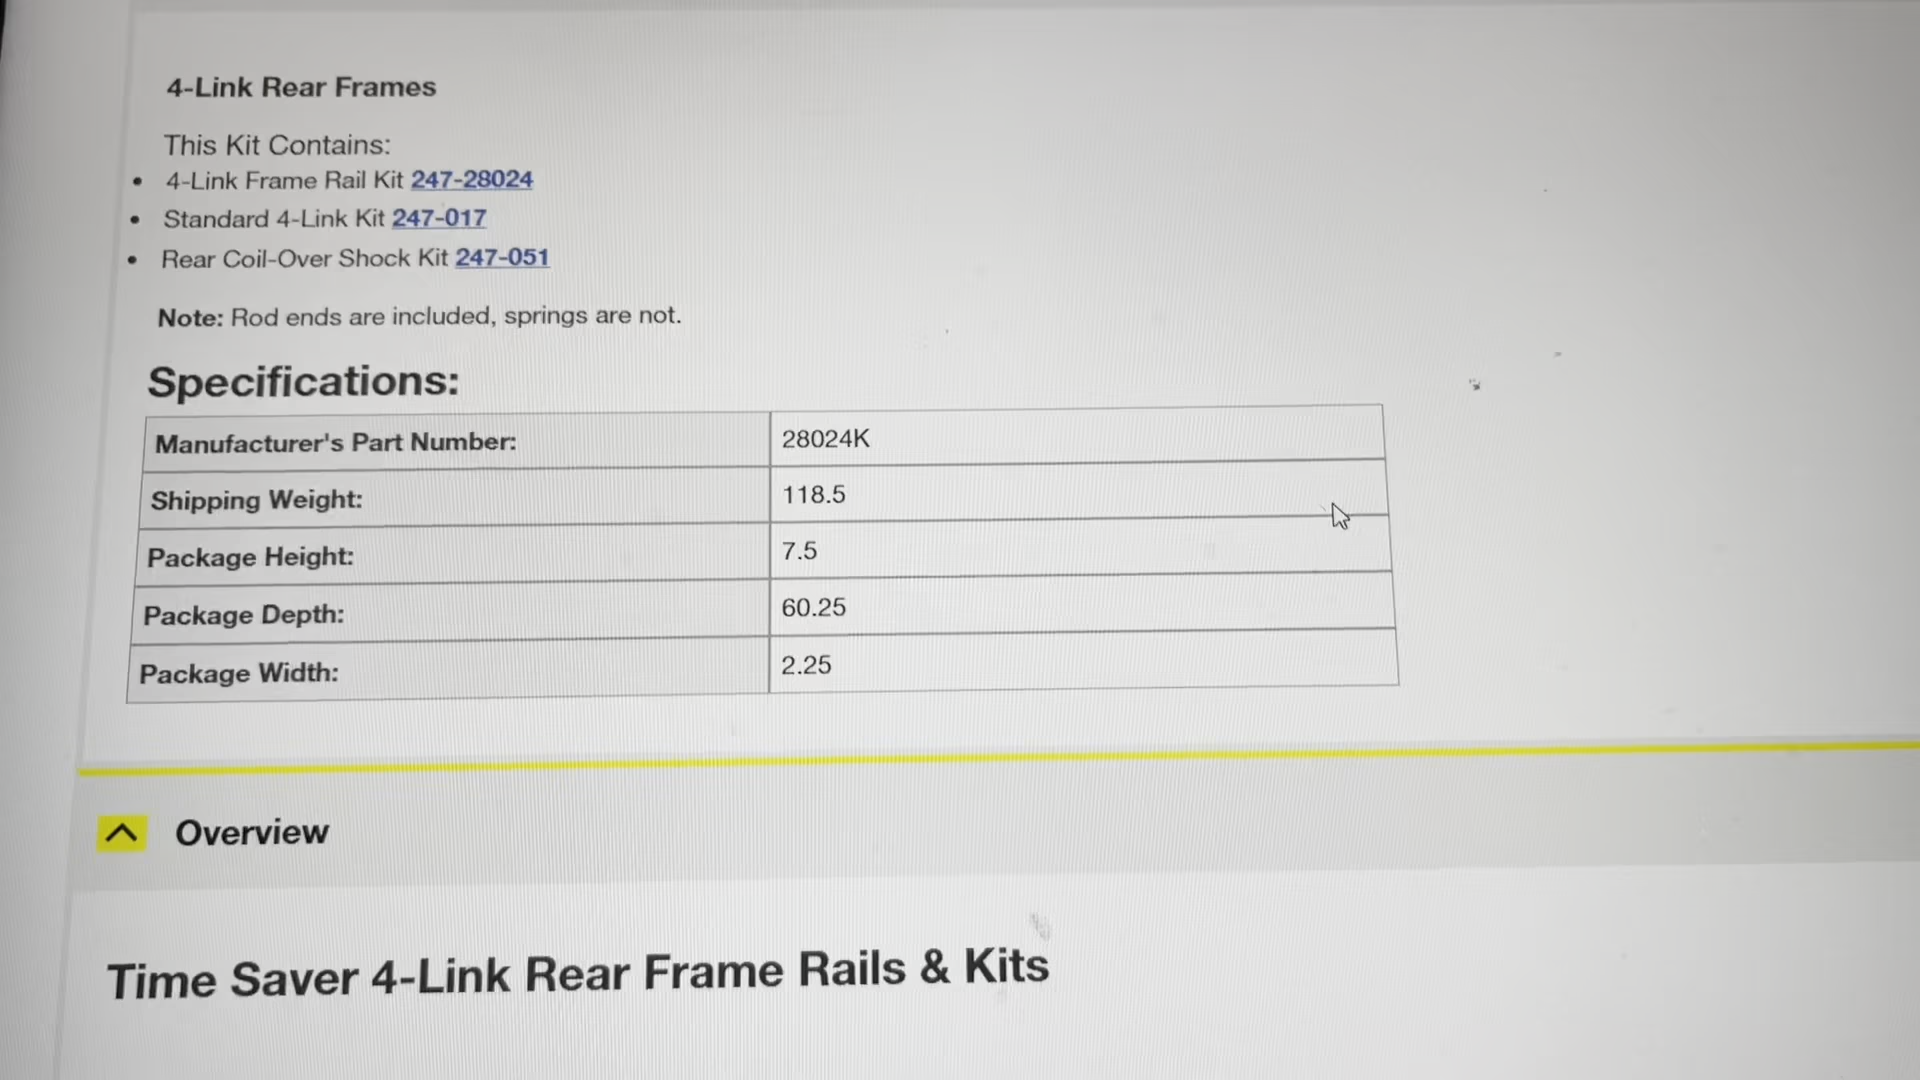 4-Link Rear Frames
This Kit Contains:
• 4-Link Frame Rail Kit 247-28024
• Standard 4-Link Kit 247-017
• Rear Coil-Over Shock Kit 247-051
Note: Rod ends are included, springs are not.
Specifications:
Manufacturer's Part Number: 28024K
Shipping Weight: 118.5
Package Height: 7.5
Package Depth: 60.25
Package Width: 2.25
Overview
Time Saver 4-Link Rear Frame Rails & Kits